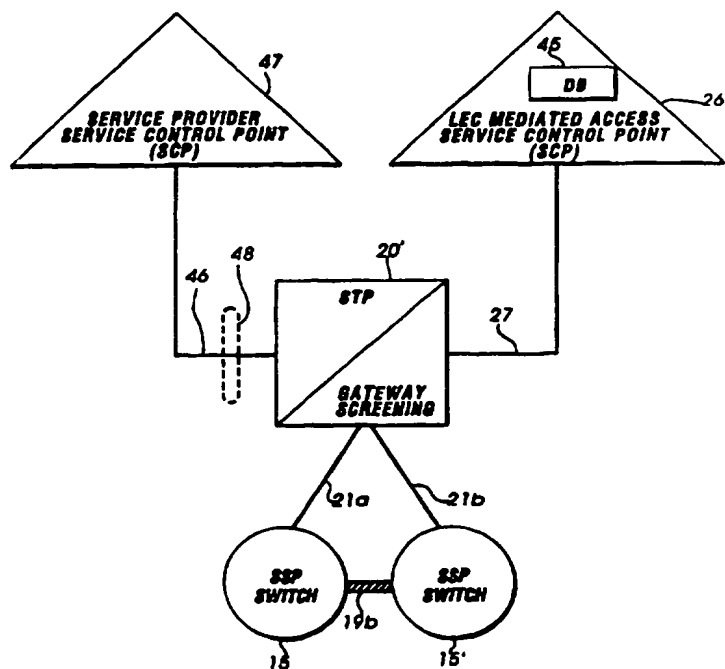 47
SERVICE PROVIDER
SERVICE CONTROL POINT
(SCP)
45
DB
26
LEC MEDIATED ACCESS
SERVICE CONTROL POINT
(SCP)
46
48
20'
STP
GATEWAY
SCREENING
27
21a
21b
SSP
SWITCH
15
19b
SSP
SWITCH
15'